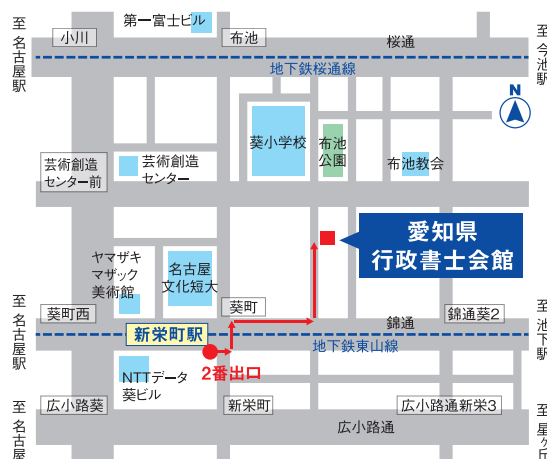 第一富士ビル
至 名古屋駅
小川
布池
桜通
至 今池駅
地下鉄桜通線
N
葵小学校
布池
公園
芸術創造
センター前
芸術創造
センター
布池教会
愛知県
行政書士会館
ヤマザキ
マザック
美術館
名古屋
文化短大
至 名古屋駅
葵町西
葵町
錦通
錦通葵2
至 池下駅
新栄町駅
地下鉄東山線
2番出口
NTTデータ
葵ビル
至 名古屋
広小路葵
新栄町
広小路通新栄3
広小路通
至 星ヶ丘